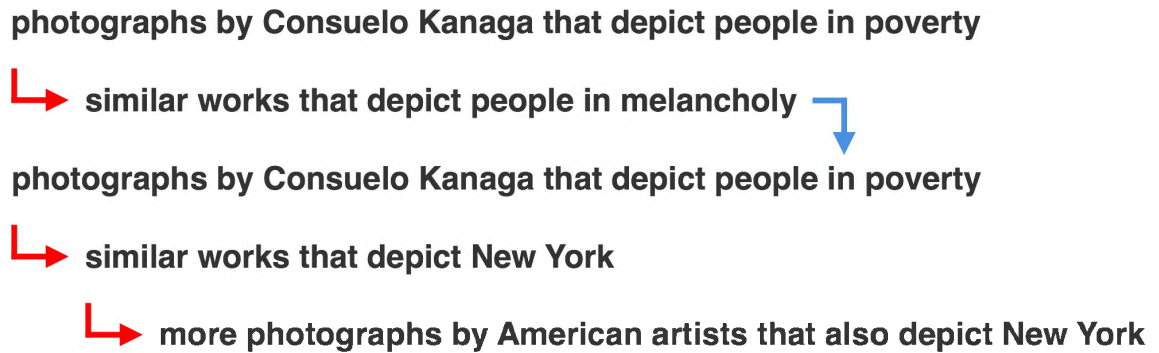 photographs by Consuelo Kanaga that depict people in poverty
similar works that depict people in melancholy
photographs by Consuelo Kanaga that depict people in poverty
similar works that depict New York
more photographs by American artists that also depict New York